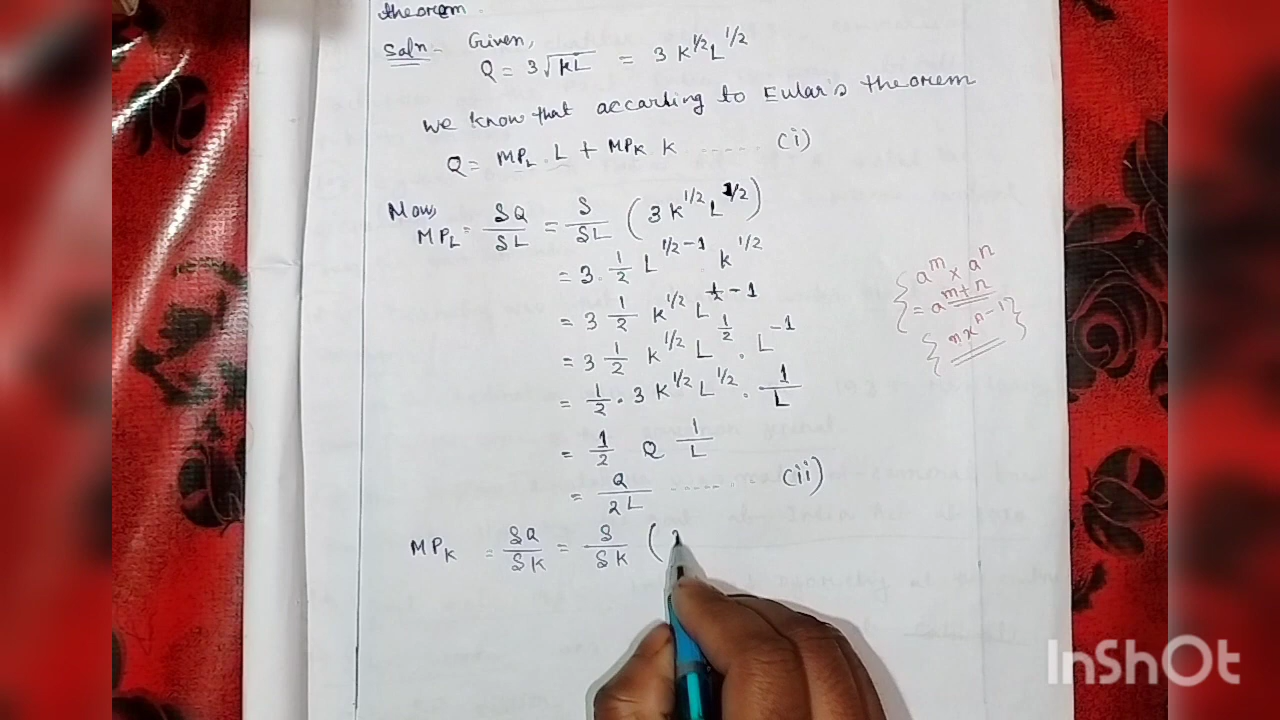 theorem.
Soln - Given,
Q = 3√KL = 3 K^1/2 L^1/2
we know that accarting to Eular's theorem
Q = MP_L . L + MP_K K ...... (i)
Now,
MP_L = δQ/δL = δ/δL (3 K^1/2 L^1/2)
= 3 . 1/2 L^1/2-1 . K^1/2
= 3 1/2 K^1/2 L^1/2-1
= 3 1/2 K^1/2 L^1/2 . L^-1
= 1/2 . 3 K^1/2 L^1/2 . 1/L
= 1/2 Q 1/L
= Q/2L ........ (ii)
MP_K = δQ/δK = δ/δK (
{a^m × a^n
= a^m+n
{nx^n-1}
InShOt